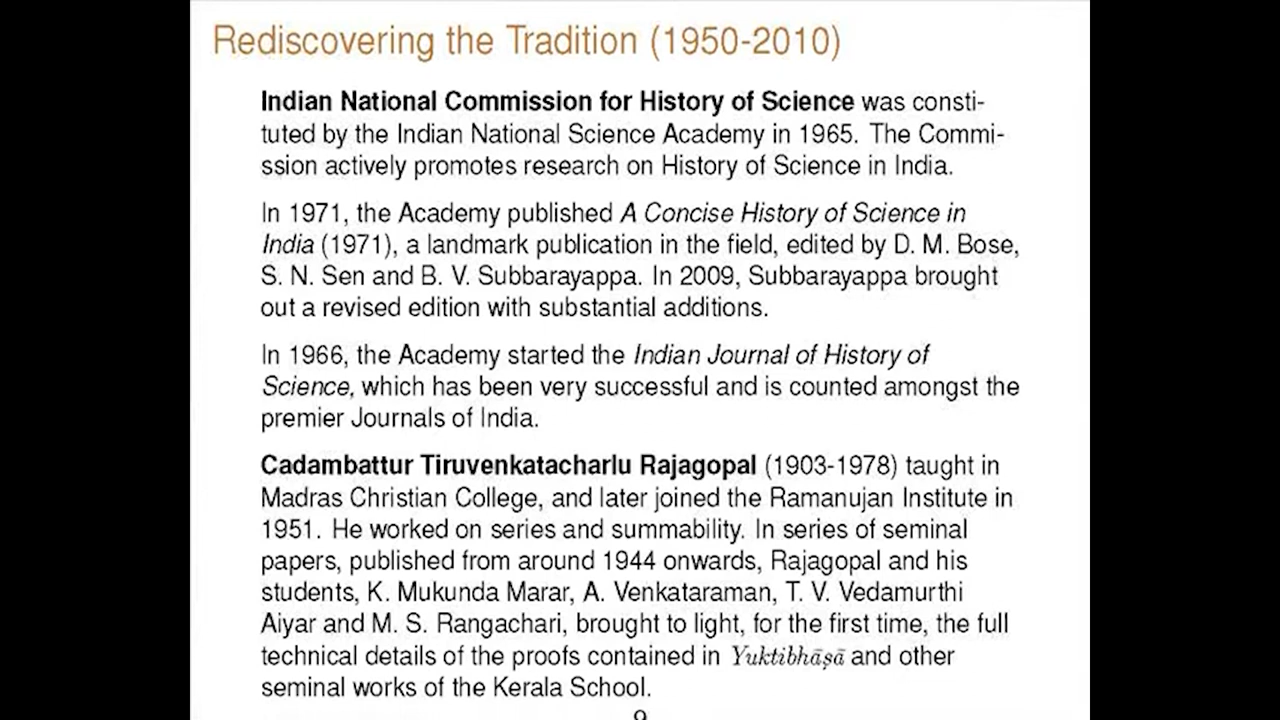 Rediscovering the Tradition (1950-2010)
Indian National Commission for History of Science was consti-
tuted by the Indian National Science Academy in 1965. The Commi-
ssion actively promotes research on History of Science in India.
In 1971, the Academy published A Concise History of Science in
India (1971), a landmark publication in the field, edited by D. M. Bose,
S. N. Sen and B. V. Subbarayappa. In 2009, Subbarayappa brought
out a revised edition with substantial additions.
In 1966, the Academy started the Indian Journal of History of
Science, which has been very successful and is counted amongst the
premier Journals of India.
Cadambattur Tiruvenkatacharlu Rajagopal (1903-1978) taught in
Madras Christian College, and later joined the Ramanujan Institute in
1951. He worked on series and summability. In series of seminal
papers, published from around 1944 onwards, Rajagopal and his
students, K. Mukunda Marar, A. Venkataraman, T. V. Vedamurthi
Aiyar and M. S. Rangachari, brought to light, for the first time, the full
technical details of the proofs contained in Yuktibhāṣā and other
seminal works of the Kerala School.